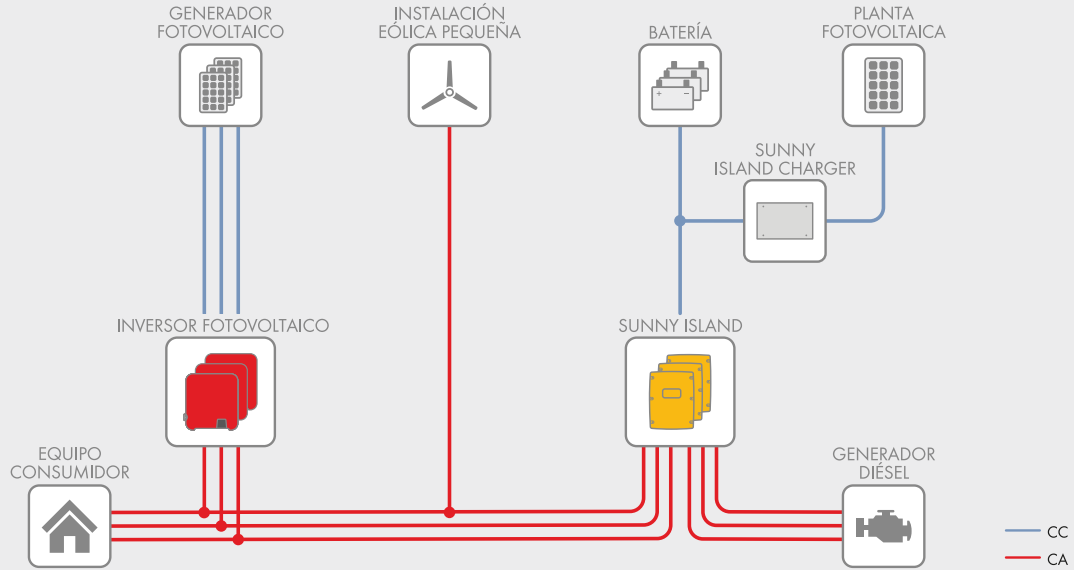 GENERADOR
FOTOVOLTAICO
INSTALACIÓN
EÓLICA PEQUEÑA
BATERÍA
PLANTA
FOTOVOLTAICA
SUNNY
ISLAND CHARGER
INVERSOR FOTOVOLTAICO
SUNNY ISLAND
EQUIPO
CONSUMIDOR
GENERADOR
DIÉSEL
CC
CA